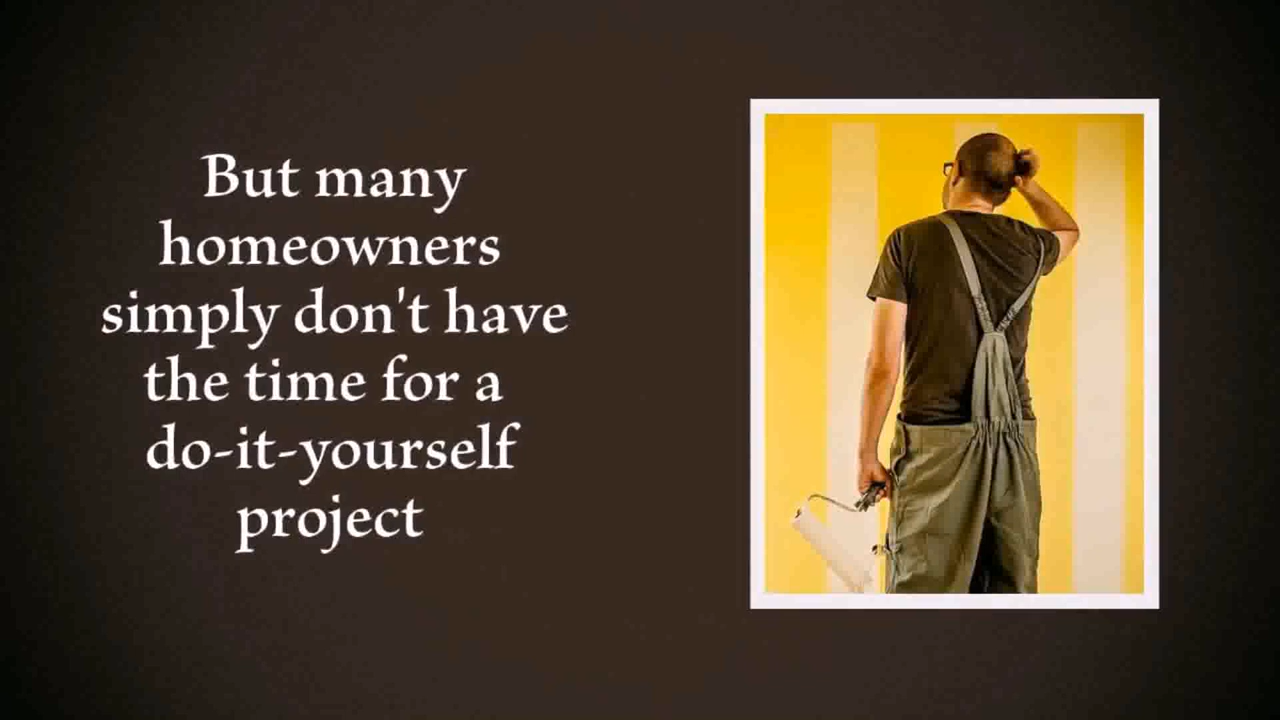 But many
homeowners
simply don't have
the time for a
do-it-yourself
project